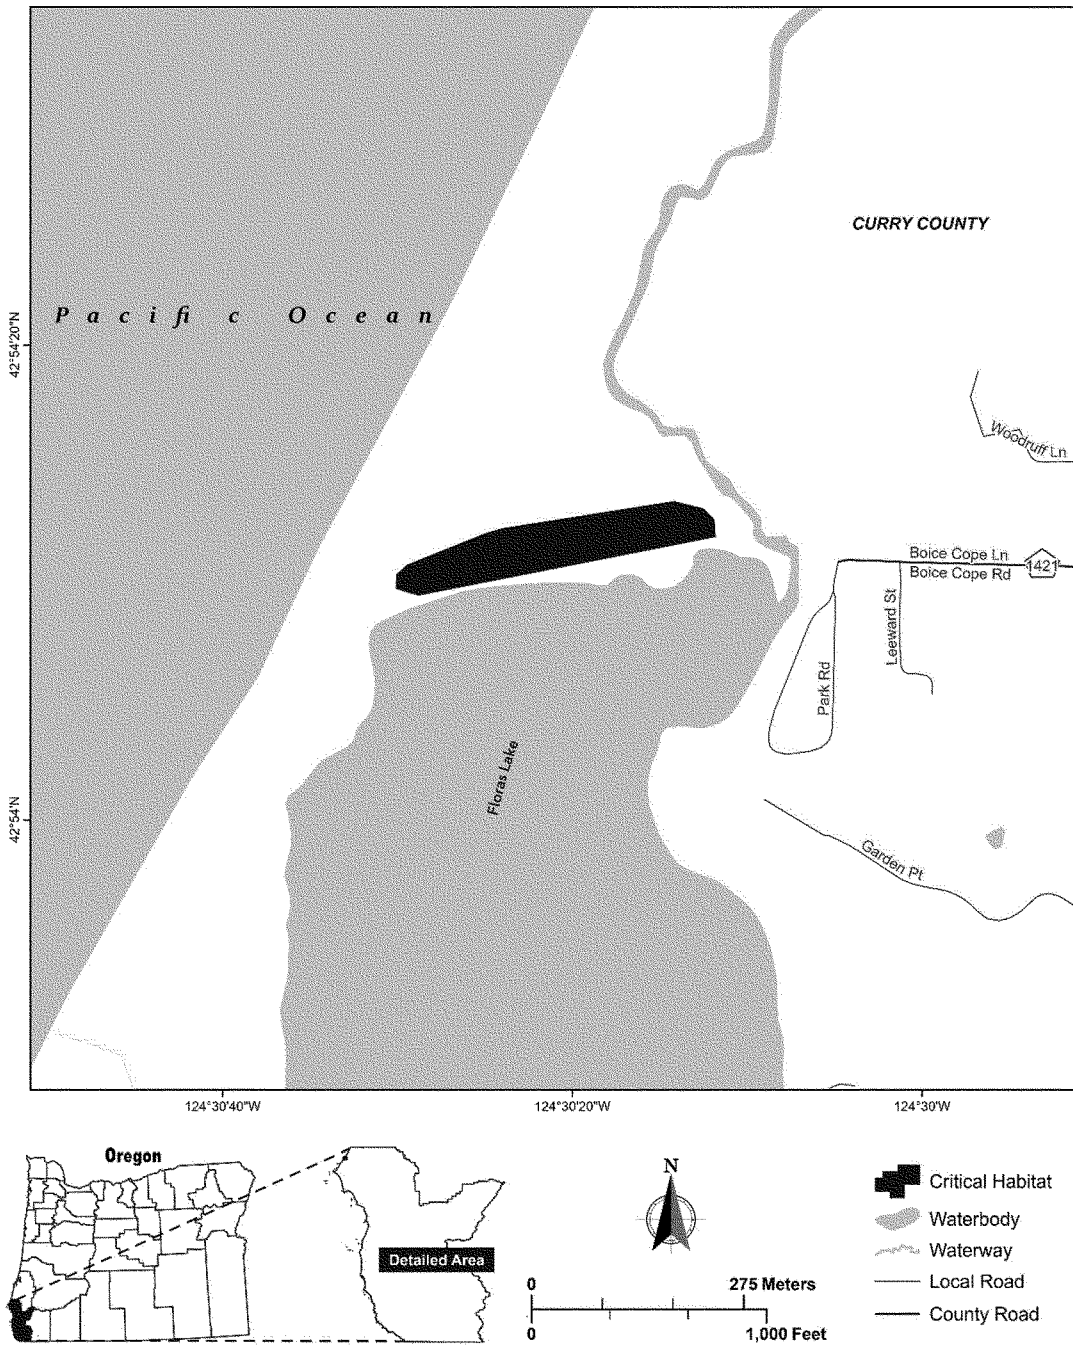 CURRY COUNTY
Pacific Ocean
42°54'20"N
Woodruff Ln
Boice Cope Ln
1421
Boice Cope Rd
Leeward St
Park Rd
Floras Lake
42°54'N
Garden Pt
124°30'40"W
124°30'20"W
124°30'W
Oregon
Detailed Area
N
0
275 Meters
0
1,000 Feet
Critical Habitat
Waterbody
Waterway
Local Road
County Road